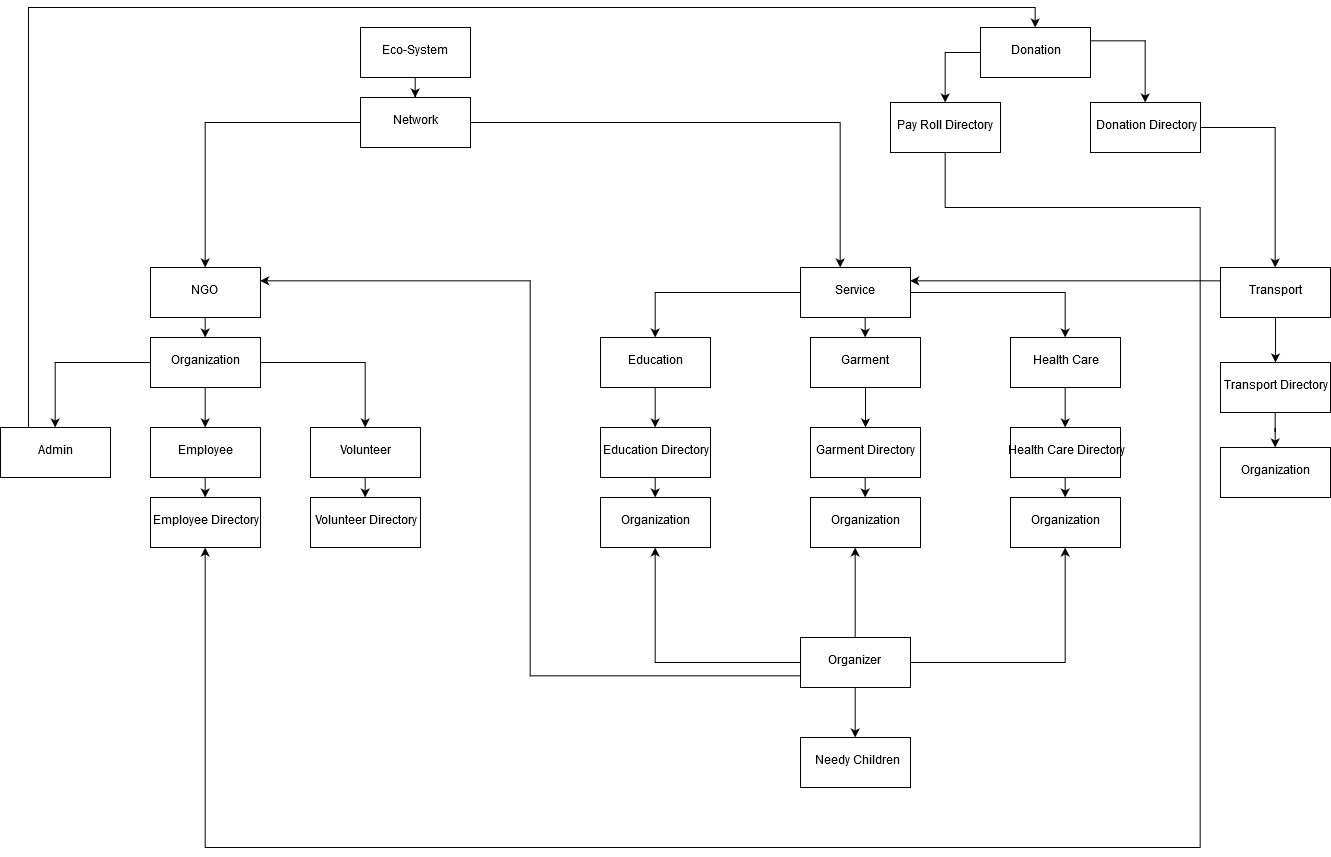 Eco-System
Donation
Network
Pay Roll Directory
Donation Directory
NGO
Service
Transport
Organization
Education
Garment
Health Care
Transport Directory
Admin
Employee
Volunteer
Education Directory
Garment Directory
Health Care Directory
Organization
Employee Directory
Volunteer Directory
Organization
Organization
Organization
Organizer
Needy Children